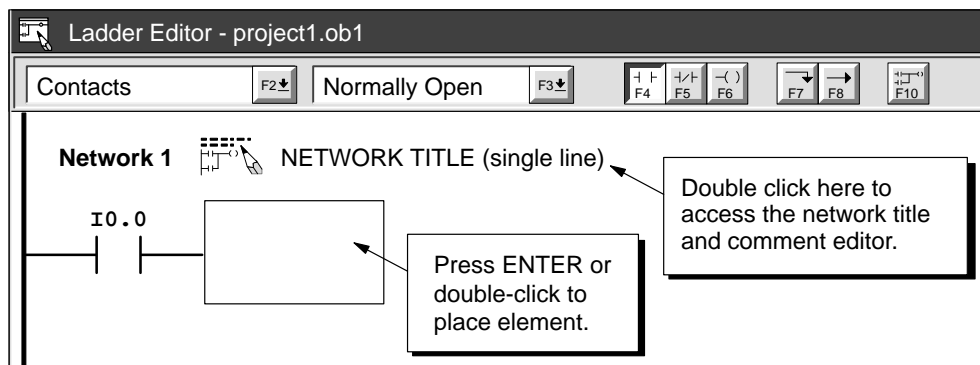 Ladder Editor - project1.ob1
Contacts F2 Normally Open F3 F4 F5 F6 F7 F8 F10
Network 1 NETWORK TITLE (single line)
Double click here to
access the network title
and comment editor.
I0.0
Press ENTER or
double-click to
place element.